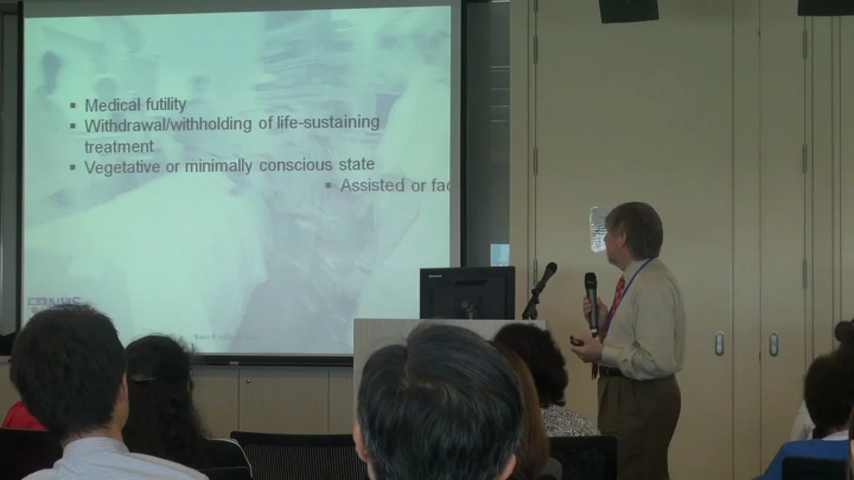 ▪ Medical futility
▪ Withdrawal/withholding of life-sustaining
treatment
▪ Vegetative or minimally conscious state
▪ Assisted or fac